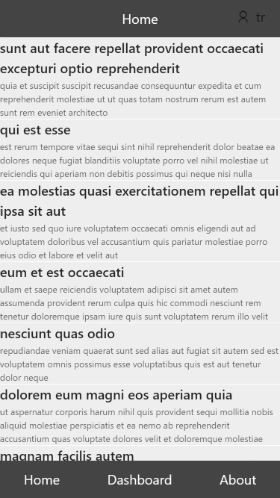 Home
tr
sunt aut facere repellat provident occaecati
excepturi optio reprehenderit
quia et suscipit suscipit recusandae consequuntur expedita et cum
reprehenderit molestiae ut ut quas totam nostrum rerum est autem
sunt rem eveniet architecto
qui est esse
est rerum tempore vitae sequi sint nihil reprehenderit dolor beatae ea
dolores neque fugiat blanditiis voluptate porro vel nihil molestiae ut
reiciendis qui aperiam non debitis possimus qui neque nisi nulla
ea molestias quasi exercitationem repellat qui
ipsa sit aut
et iusto sed quo iure voluptatem occaecati omnis eligendi aut ad
voluptatem doloribus vel accusantium quis pariatur molestiae porro
eius odio et labore et velit aut
eum et est occaecati
ullam et saepe reiciendis voluptatem adipisci sit amet autem
assumenda provident rerum culpa quis hic commodi nesciunt rem
tenetur doloremque ipsam iure quis sunt voluptatem rerum illo velit
nesciunt quas odio
repudiandae veniam quaerat sunt sed alias aut fugiat sit autem sed est
voluptatem omnis possimus esse voluptatibus quis est aut tenetur
dolor neque
dolorem eum magni eos aperiam quia
ut aspernatur corporis harum nihil quis provident sequi mollitia nobis
aliquid molestiae perspiciatis et ea nemo ab reprehenderit
accusantium quas voluptate dolores velit et doloremque molestiae
magnam facilis autem
Home
Dashboard
About